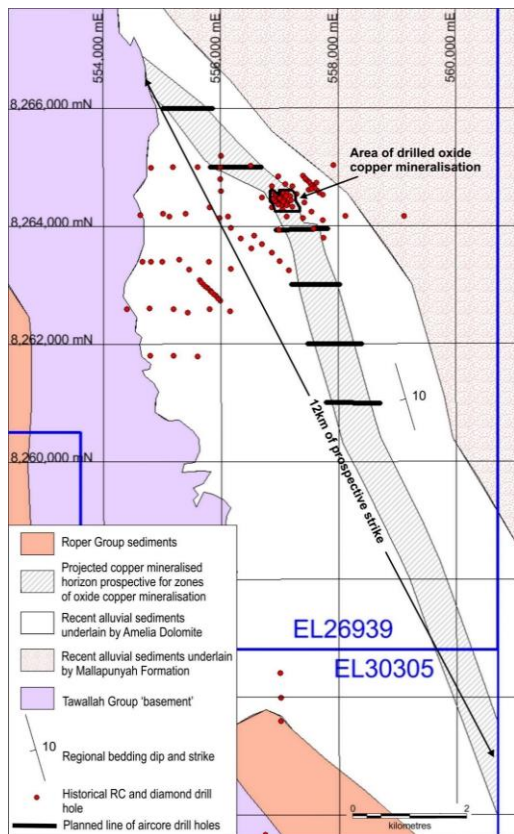 554,000 mE
556,000 mE
558,000 mE
560,000 mE
8,266,000 mN
Area of drilled oxide
copper mineralisation
8,264,000 mN
8,262,000 mN
10
12km of prospective strike
8,260,000 mN
Roper Group sediments
Projected copper mineralised
horizon prospective for zones
of oxide copper mineralisation
Recent alluvial sediments
underlain by Amelia Dolomite
Recent alluvial sediments underlain
by Mallapunyah Formation
Tawallah Group 'basement'
10
Regional bedding dip and strike
Historical RC and diamond drill
hole
Planned line of aircore drill holes
EL26939
EL30305
0
2
kilometres